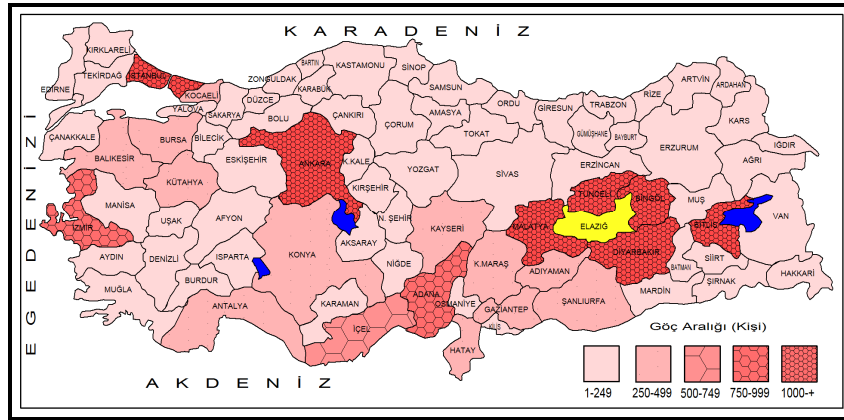 K A R A D E N İ Z
KIRKLARELİ
EDİRNE
TEKİRDAĞ
İSTANBUL
KOCAELİ
YALOVA
SAKARYA
DÜZCE
ZONGULDAK
BARTIN
KARABÜK
KASTAMONU
SİNOP
SAMSUN
ORDU
GİRESUN
TRABZON
RİZE
ARTVİN
ARDAHAN
KARS
IĞDIR
AĞRI
ERZURUM
BAYBURT
GÜMÜŞHANE
ERZİNCAN
TOKAT
AMASYA
ÇORUM
ÇANKIRI
BOLU
BİLECİK
BURSA
ÇANAKKALE
BALIKESİR
KÜTAHYA
ESKİŞEHİR
ANKARA
K.KALE
KIRŞEHİR
YOZGAT
SİVAS
TUNCELİ
BİNGÖL
MUŞ
BİTLİS
VAN
HAKKARİ
ŞIRNAK
SİİRT
BATMAN
MARDİN
DİYARBAKIR
ELAZIĞ
MALATYA
ADIYAMAN
ŞANLIURFA
GAZİANTEP
KİLİS
HATAY
OSMANİYE
K.MARAŞ
KAYSERİ
N. ŞEHİR
AKSARAY
NİĞDE
ADANA
İÇEL
KARAMAN
KONYA
ANTALYA
ISPARTA
BURDUR
AFYON
UŞAK
DENİZLİ
MUĞLA
AYDIN
MANİSA
İZMİR
E G E D E N İ Z İ
A K D E N İ Z
Göç Aralığı (Kişi)
1-249 250-499 500-749 750-999 1000-+